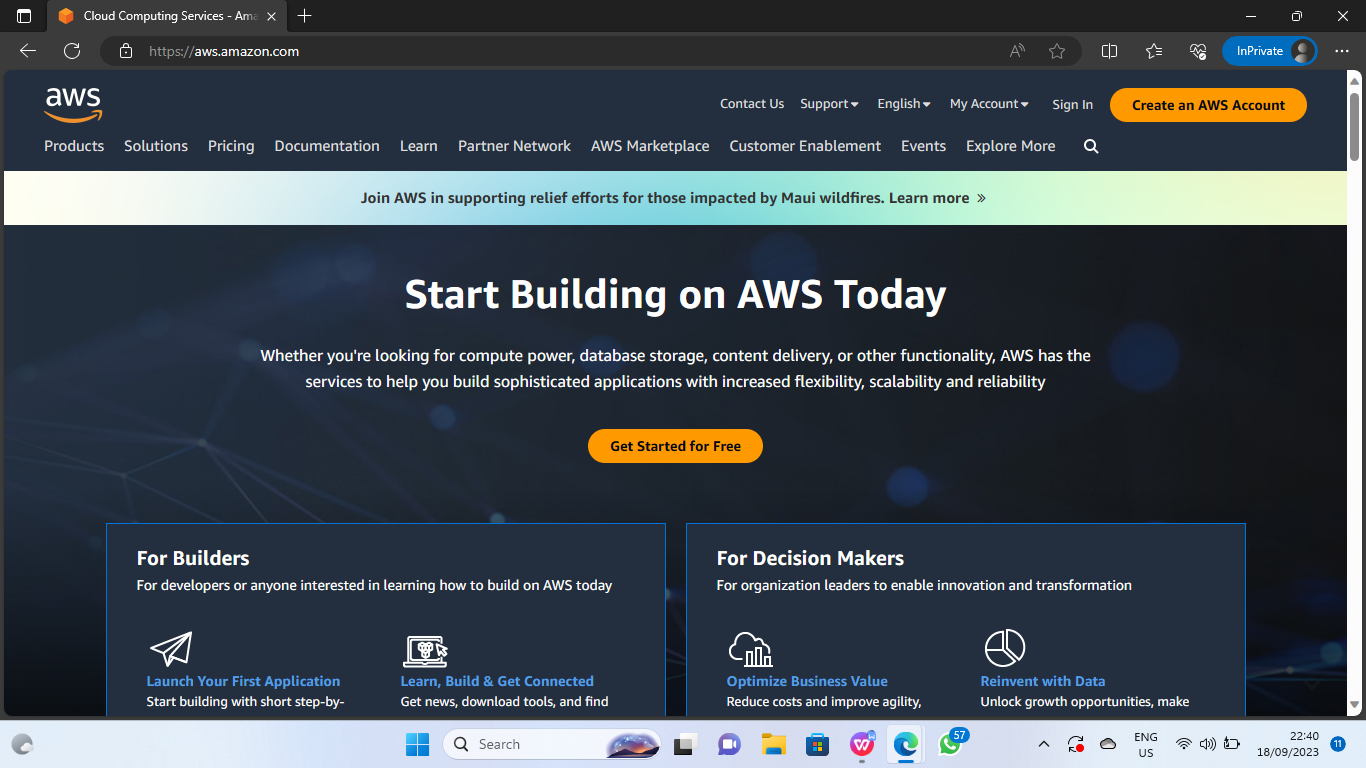 Cloud Computing Services - Ama
https://aws.amazon.com
InPrivate
aws
Contact Us Support English My Account Sign In Create an AWS Account
Products Solutions Pricing Documentation Learn Partner Network AWS Marketplace Customer Enablement Events Explore More
Join AWS in supporting relief efforts for those impacted by Maui wildfires. Learn more »
Start Building on AWS Today
Whether you're looking for compute power, database storage, content delivery, or other functionality, AWS has the
services to help you build sophisticated applications with increased flexibility, scalability and reliability
Get Started for Free
For Builders
For developers or anyone interested in learning how to build on AWS today
Launch Your First Application
Start building with short step-by-
Learn, Build & Get Connected
Get news, download tools, and find
For Decision Makers
For organization leaders to enable innovation and transformation
Optimize Business Value
Reduce costs and improve agility,
Reinvent with Data
Unlock growth opportunities, make
Search
57
ENG
US
22:40
18/09/2023
11